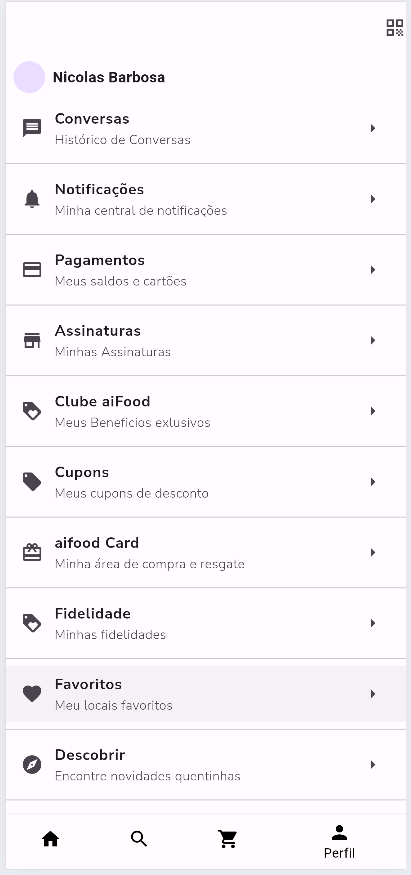 Nicolas Barbosa
Conversas
Histórico de Conversas
Notificações
Minha central de notificações
Pagamentos
Meus saldos e cartões
Assinaturas
Minhas Assinaturas
Clube aiFood
Meus Beneficios exlusivos
Cupons
Meus cupons de desconto
aifood Card
Minha área de compra e resgate
Fidelidade
Minhas fidelidades
Favoritos
Meu locais favoritos
Descobrir
Encontre novidades quentinhas
Perfil